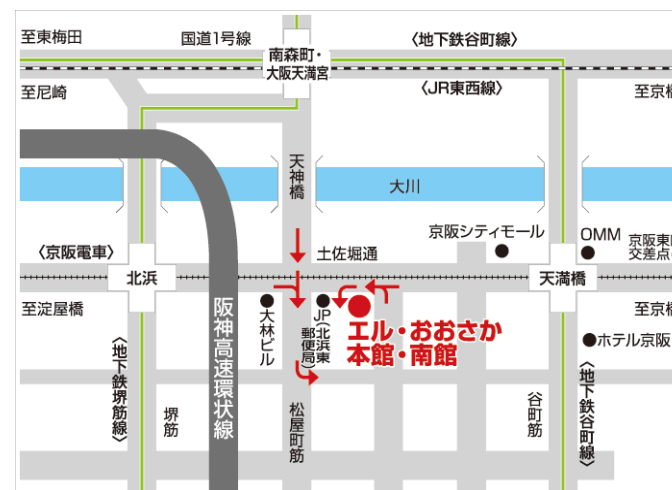 至東梅田
国道1号線
〈地下鉄谷町線〉
南森町・
大阪天満宮
至尼崎
〈JR東西線〉
至京橋
天神橋
大川
〈京阪電車〉
北浜
土佐堀通
京阪シティモール
OMM
京阪東口
交差点
天満橋
至淀屋橋
阪神高速環状線
大林ビル
JP(北浜東
郵便局)
エル・おおさか
本館・南館
至京橋
ホテル京阪
〈地下鉄堺筋線〉
堺筋
松屋町筋
谷町筋
〈地下鉄谷町線〉